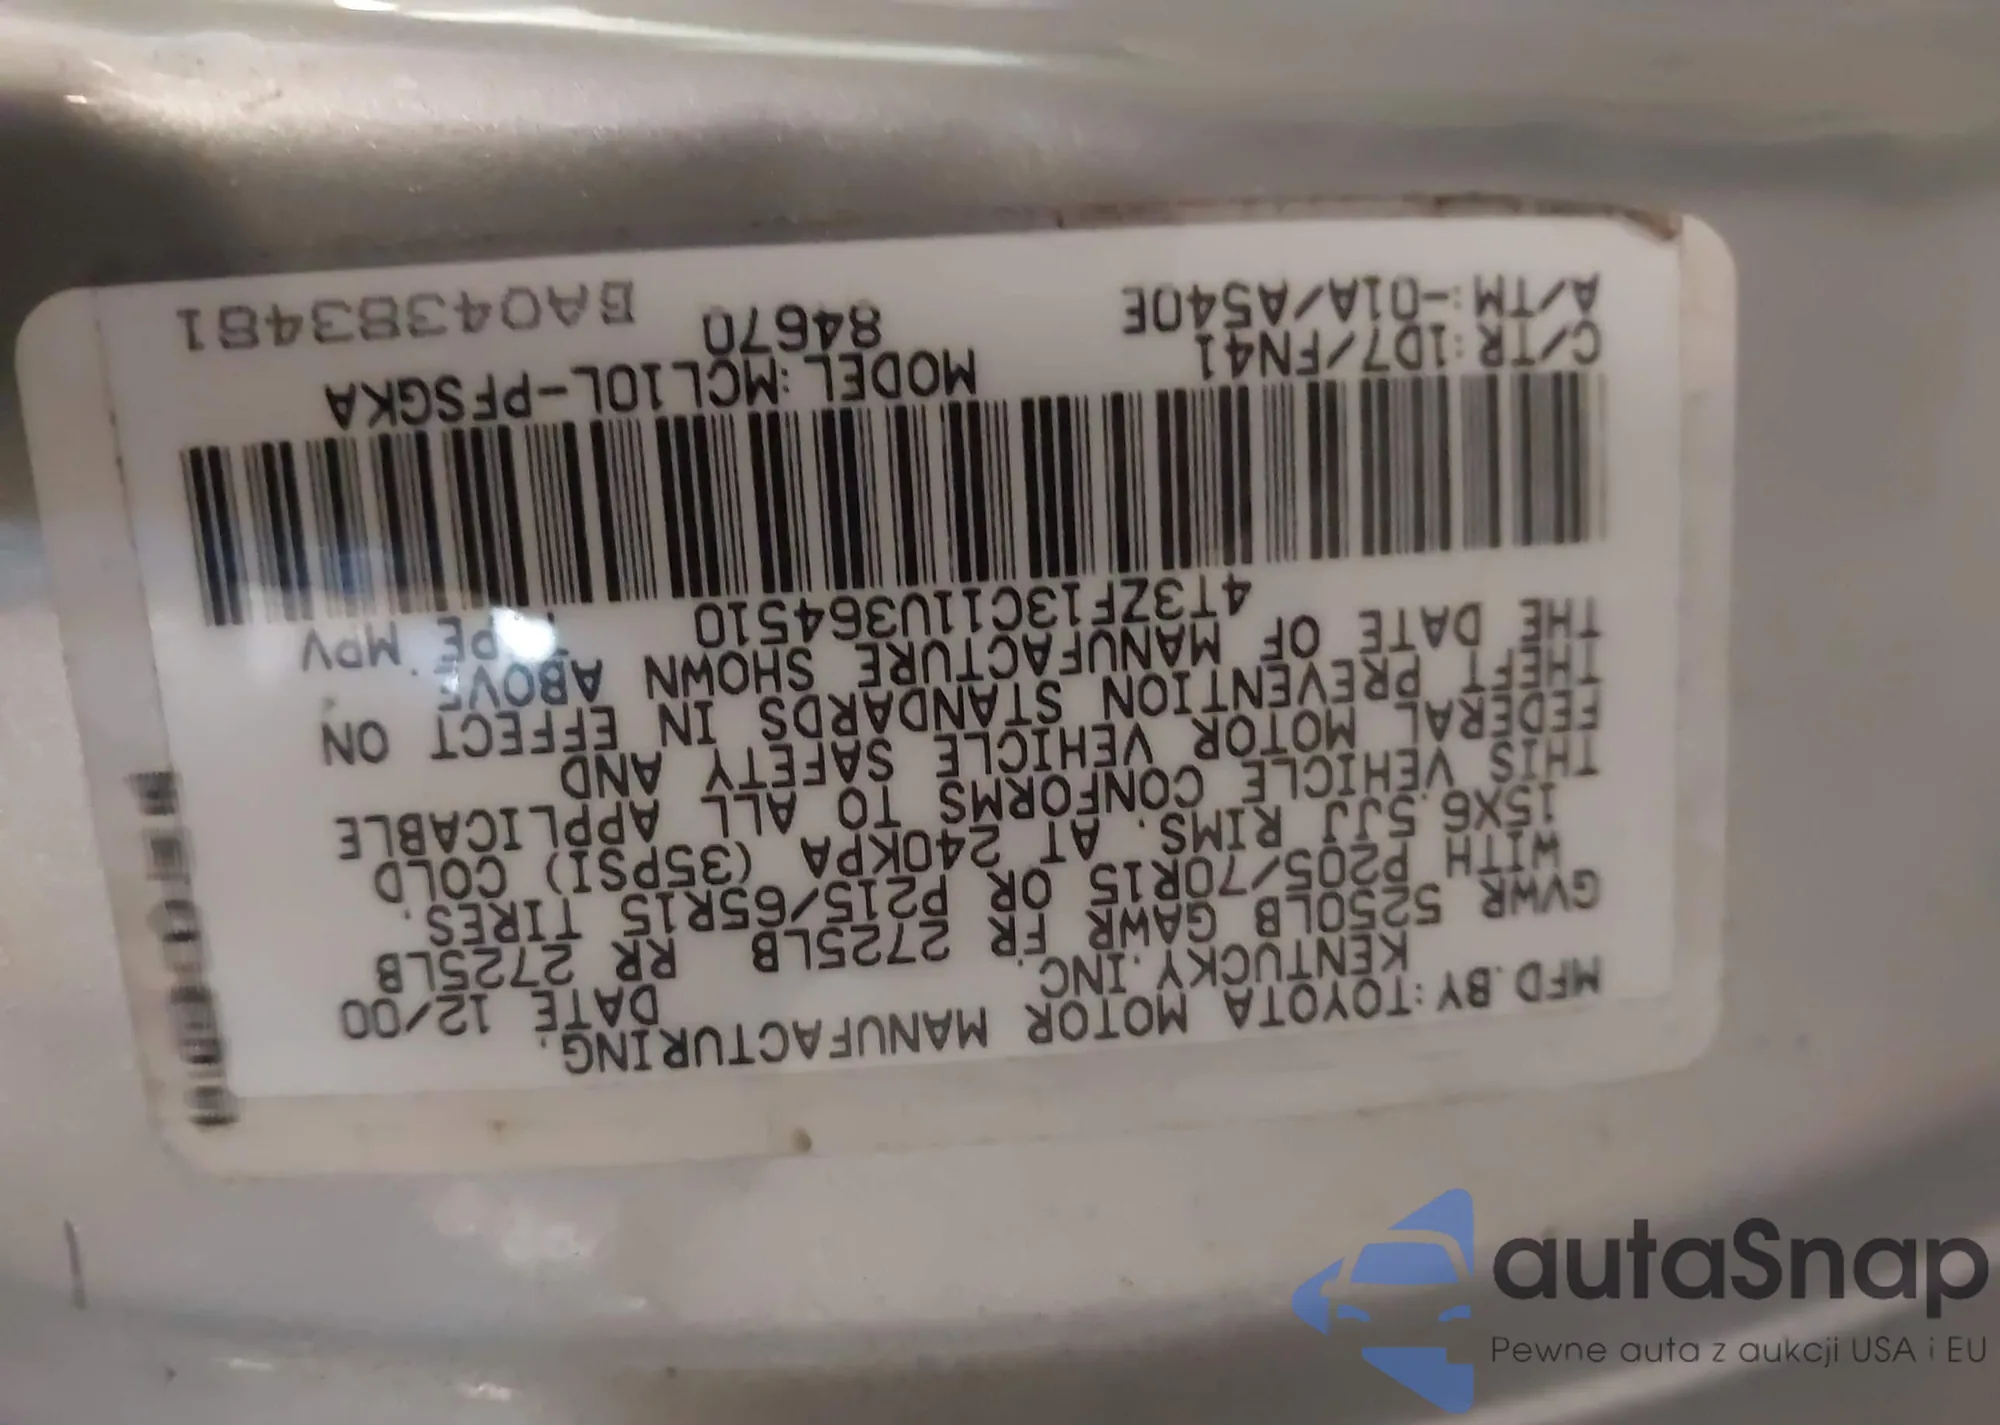 MFD.BY:TOYOTA MOTOR MANUFACTURING.
KENTUCKY.INC. DATE 12/00
GVWR 5250LB GAWR FR 2725LB RR 2725LB
WITH P205/70R15 OR P215/65R15 TIRES.
15X6.5JJ RIMS. AT 240KPA (35PSI) COLD
THIS VEHICLE CONFORMS TO ALL APPLICABLE
FEDERAL MOTOR VEHICLE SAFETY AND
THEFT PREVENTION STANDARDS IN EFFECT ON
THE DATE OF MANUFACTURE SHOWN ABOVE.
4T3ZF13C11U364510 MPV
C/TR:1D7/FN41 MODEL:MCL10L-PFSGKA
A/TM:-01A/A540E 84670
autaSnap
Pewne auta z aukcji USA i EU